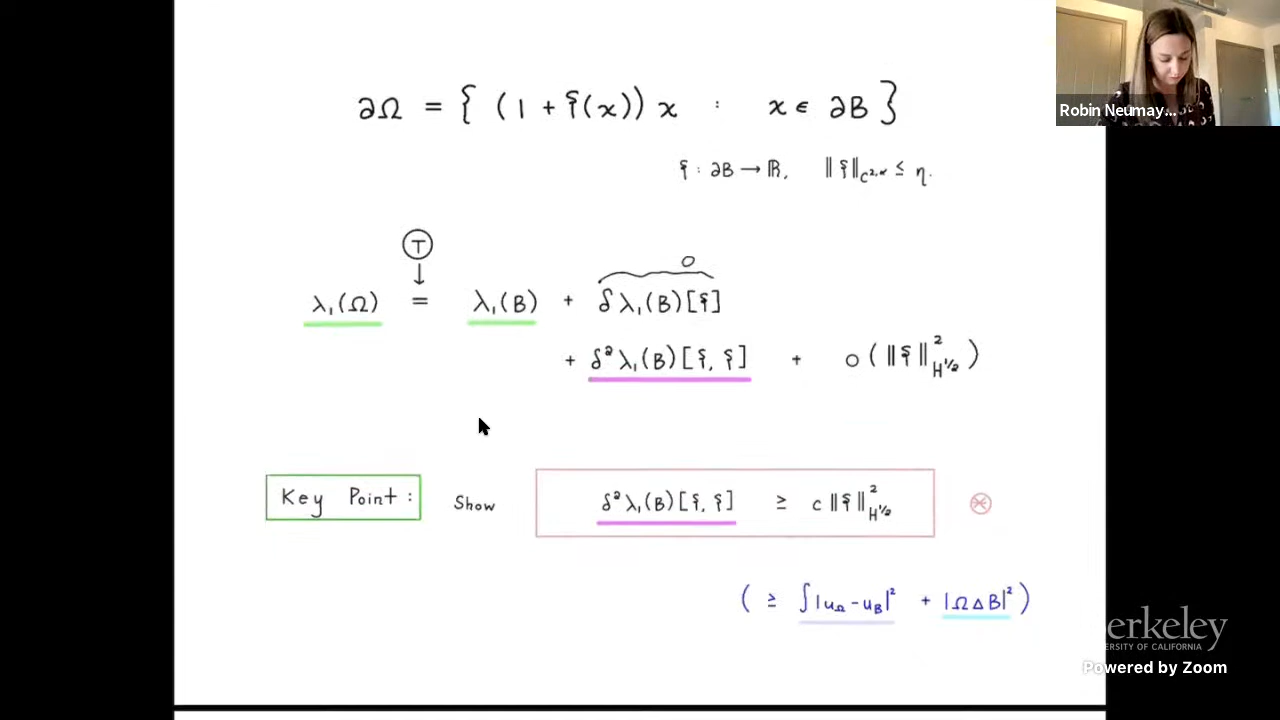 ∂Ω = { (1 + ξ(x)) x : x ∈ ∂B }
Robin Neumay...
ξ : ∂B → ℝ, ‖ξ‖_{C^{2,α}} ≤ η.
T
↓
0
λ₁(Ω) = λ₁(B) + δλ₁(B)[ξ]
+ δ²λ₁(B)[ξ, ξ] + o(‖ξ‖²_{H^{1/2}})
Key Point: Show δ²λ₁(B)[ξ, ξ] ≥ c‖ξ‖²_{H^{1/2}} ⊛
( ≥ ∫|u_Ω - u_B|² + |Ω△B|² )
erkeley
ERSITY OF CALIFORNIA
Powered by Zoom